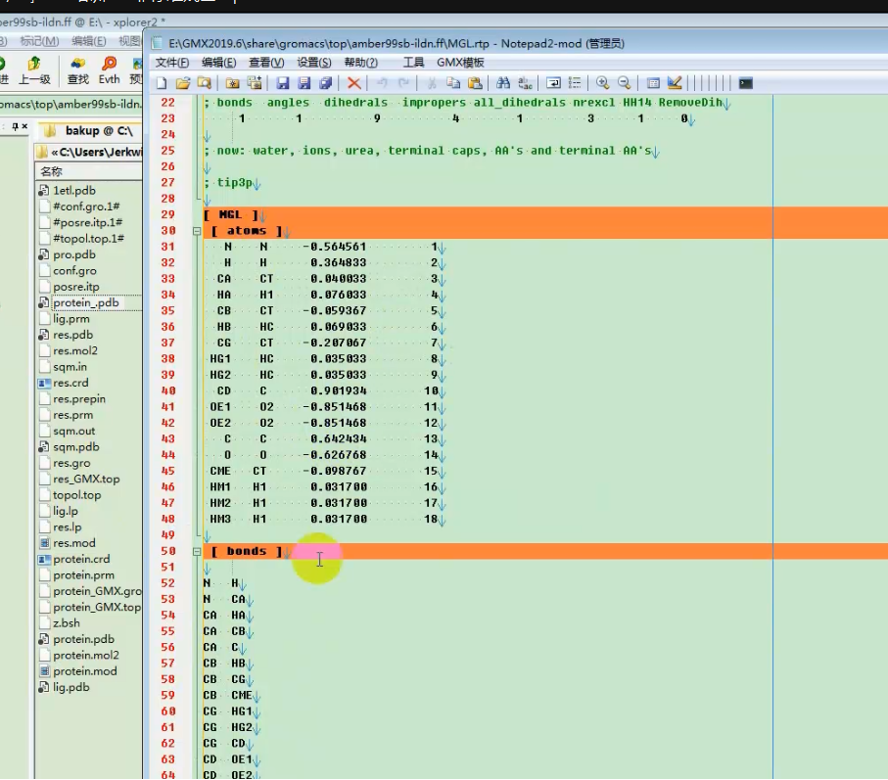 er99sb-ildn.ff @ E:\ - xplorer2 *
标记(M) 编辑(E) 视图
进 上一级 查找 Evth 预
omacs\top\amber99sb-ildn.
bakup @ C:\
«C:\Users\Jerkwi
名称
1etl.pdb
#conf.gro.1#
#posre.itp.1#
#topol.top.1#
pro.pdb
conf.gro
posre.itp
protein_.pdb
lig.prm
res.pdb
res.mol2
sqm.in
res.crd
res.prepin
res.prm
sqm.out
sqm.pdb
res.gro
res_GMX.top
topol.top
lig.lp
res.lp
res.mod
protein.crd
protein.prm
protein_GMX.gro
protein_GMX.top
z.bsh
protein.pdb
protein.mol2
protein.mod
lig.pdb
E:\GMX2019.6\share\gromacs\top\amber99sb-ildn.ff\MGL.rtp - Notepad2-mod (管理员)
文件(F) 编辑(E) 查看(V) 设置(S) 帮助(?) 工具 GMX模板
22 ; bonds angles dihedrals impropers all_dihedrals nrexcl HH14 RemoveDih
23 1 1 9 4 1 3 1 0
24
25 ; now: water, ions, urea, terminal caps, AA's and terminal AA's
26
27 ; tip3p
28
29 [ MGL ]
30 [ atoms ]
31 N N -0.564561 1
32 H H 0.364833 2
33 CA CT 0.040033 3
34 HA H1 0.076033 4
35 CB CT -0.059367 5
36 HB HC 0.069033 6
37 CG CT -0.207067 7
38 HG1 HC 0.035033 8
39 HG2 HC 0.035033 9
40 CD C 0.901934 10
41 OE1 O2 -0.851468 11
42 OE2 O2 -0.851468 12
43 C C 0.642434 13
44 O O -0.626768 14
45 CME CT -0.098767 15
46 HM1 H1 0.031700 16
47 HM2 H1 0.031700 17
48 HM3 H1 0.031700 18
49
50 [ bonds ]
51
52 N H
53 N CA
54 CA HA
55 CA CB
56 CA C
57 CB HB
58 CB CG
59 CB CME
60 CG HG1
61 CG HG2
62 CG CD
63 CD OE1
64 CD OE2